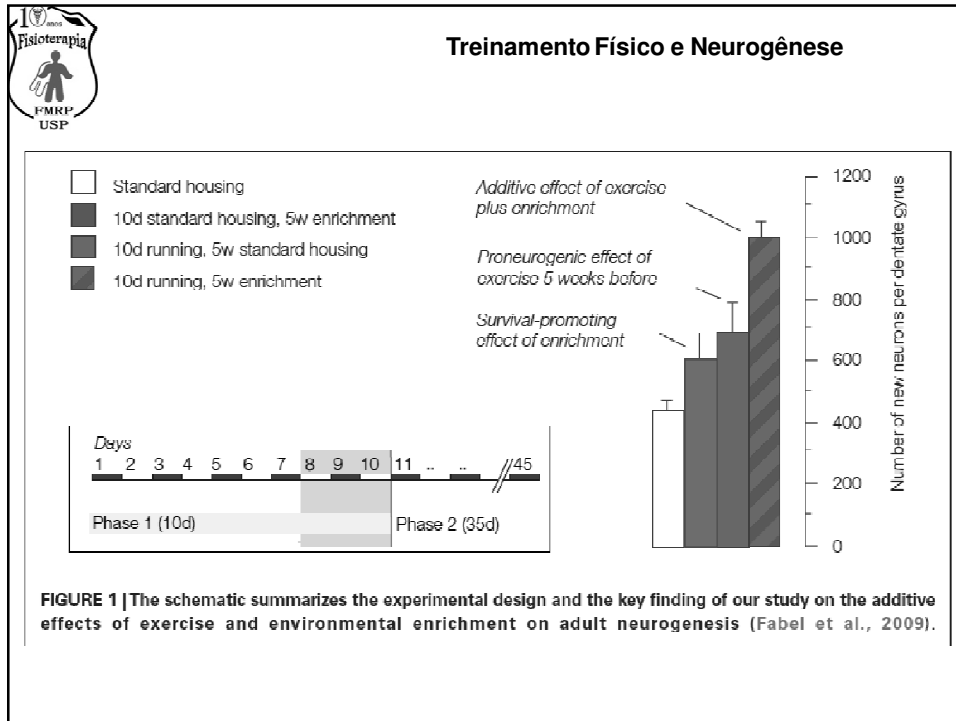 10 anos
Fisioterapia
FMRP
USP
Treinamento Físico e Neurogênese
Standard housing
10d standard housing, 5w enrichment
10d running, 5w standard housing
10d running, 5w enrichment
Additive effect of exercise
plus enrichment
Proneurogenic effect of
exercise 5 weeks before
Survival-promoting
effect of enrichment
1200
1000
800
600
400
200
0
Number of new neurons per dentate gyrus
Days
1 2 3 4 5 6 7 8 9 10 11 .. .. 45
Phase 1 (10d)
Phase 2 (35d)
FIGURE 1 | The schematic summarizes the experimental design and the key finding of our study on the additive
effects of exercise and environmental enrichment on adult neurogenesis (Fabel et al., 2009).